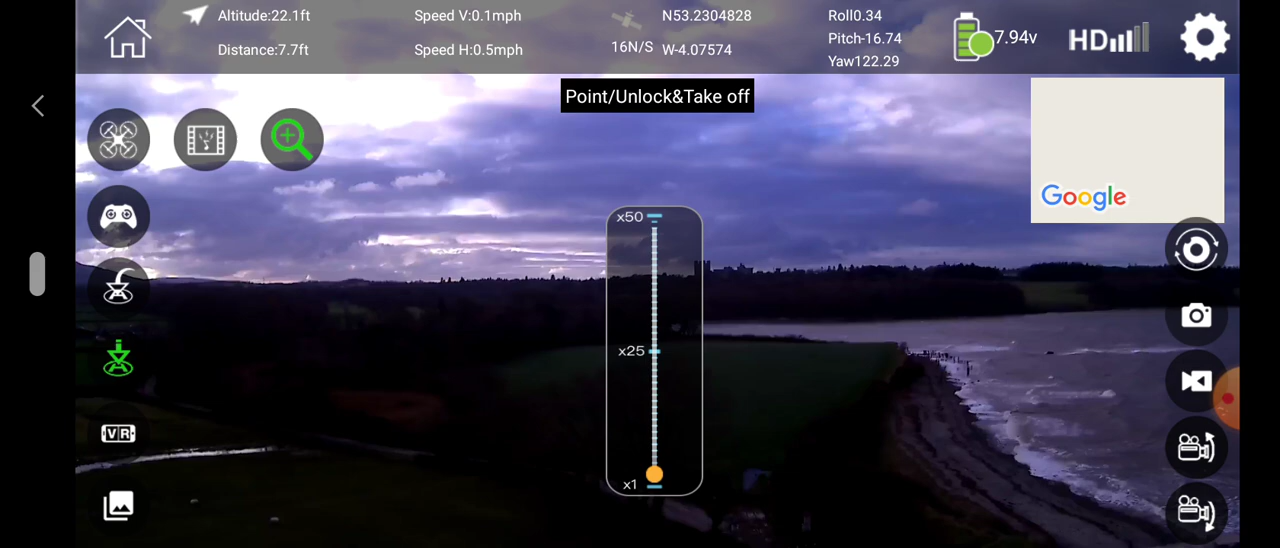 Altitude:22.1ft
Speed V:0.1mph
N53.2304828
Roll0.34
Distance:7.7ft
Speed H:0.5mph
16N/S
W-4.07574
Pitch-16.74
Yaw122.29
7.94v
HD
Point/Unlock&Take off
Google
x50
x25
x1
VR